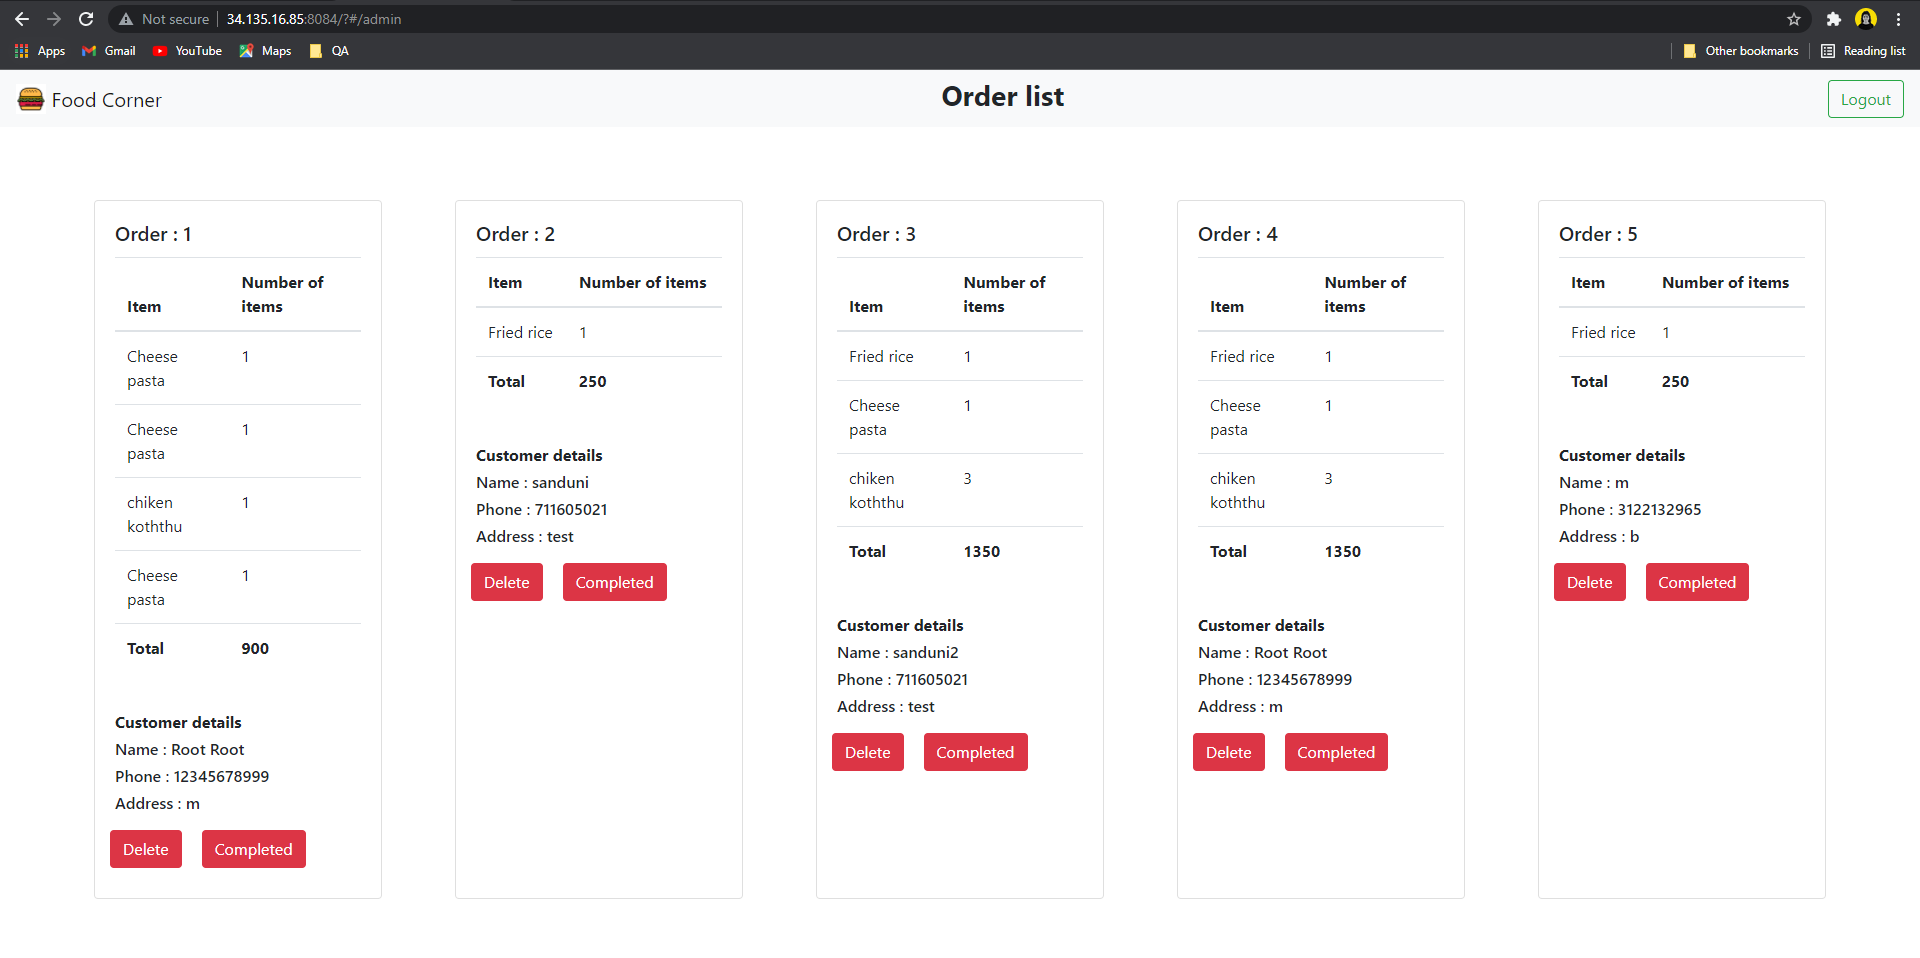 Not secure 34.135.16.85:8084/?#/admin
Apps Gmail YouTube Maps QA Other bookmarks Reading list
Food Corner Order list Logout
Order : 1
Item Number of items
Cheese pasta 1
Cheese pasta 1
chiken koththu 1
Cheese pasta 1
Total 900
Customer details
Name : Root Root
Phone : 12345678999
Address : m
Delete Completed
Order : 2
Item Number of items
Fried rice 1
Total 250
Customer details
Name : sanduni
Phone : 711605021
Address : test
Delete Completed
Order : 3
Item Number of items
Fried rice 1
Cheese pasta 1
chiken koththu 3
Total 1350
Customer details
Name : sanduni2
Phone : 711605021
Address : test
Delete Completed
Order : 4
Item Number of items
Fried rice 1
Cheese pasta 1
chiken koththu 3
Total 1350
Customer details
Name : Root Root
Phone : 12345678999
Address : m
Delete Completed
Order : 5
Item Number of items
Fried rice 1
Total 250
Customer details
Name : m
Phone : 3122132965
Address : b
Delete Completed